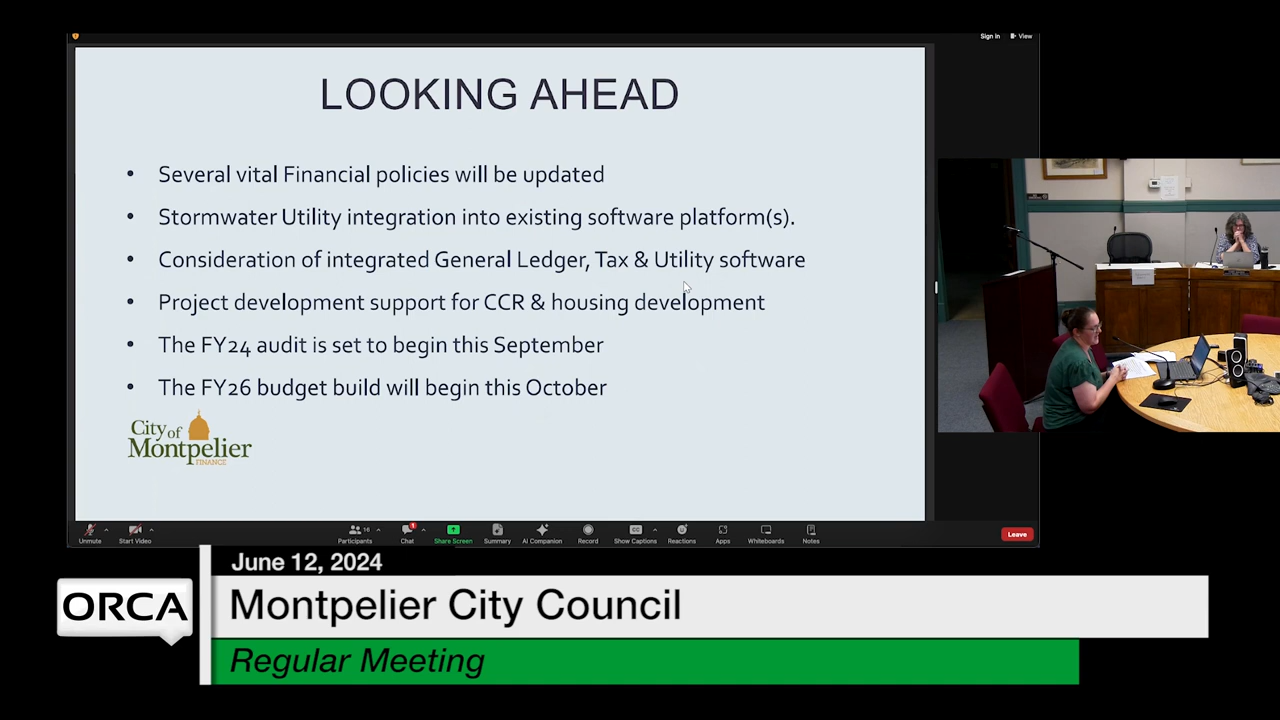 Sign in View
LOOKING AHEAD
• Several vital Financial policies will be updated
• Stormwater Utility integration into existing software platform(s).
• Consideration of integrated General Ledger, Tax & Utility software
• Project development support for CCR & housing development
• The FY24 audit is set to begin this September
• The FY26 budget build will begin this October
City of
Montpelier
FINANCE
16
1
CC
Unmute Start Video Participants Chat Share Screen Summary AI Companion Record Show Captions Reactions Apps Whiteboards Notes Leave
June 12, 2024
ORCA
Montpelier City Council
Regular Meeting